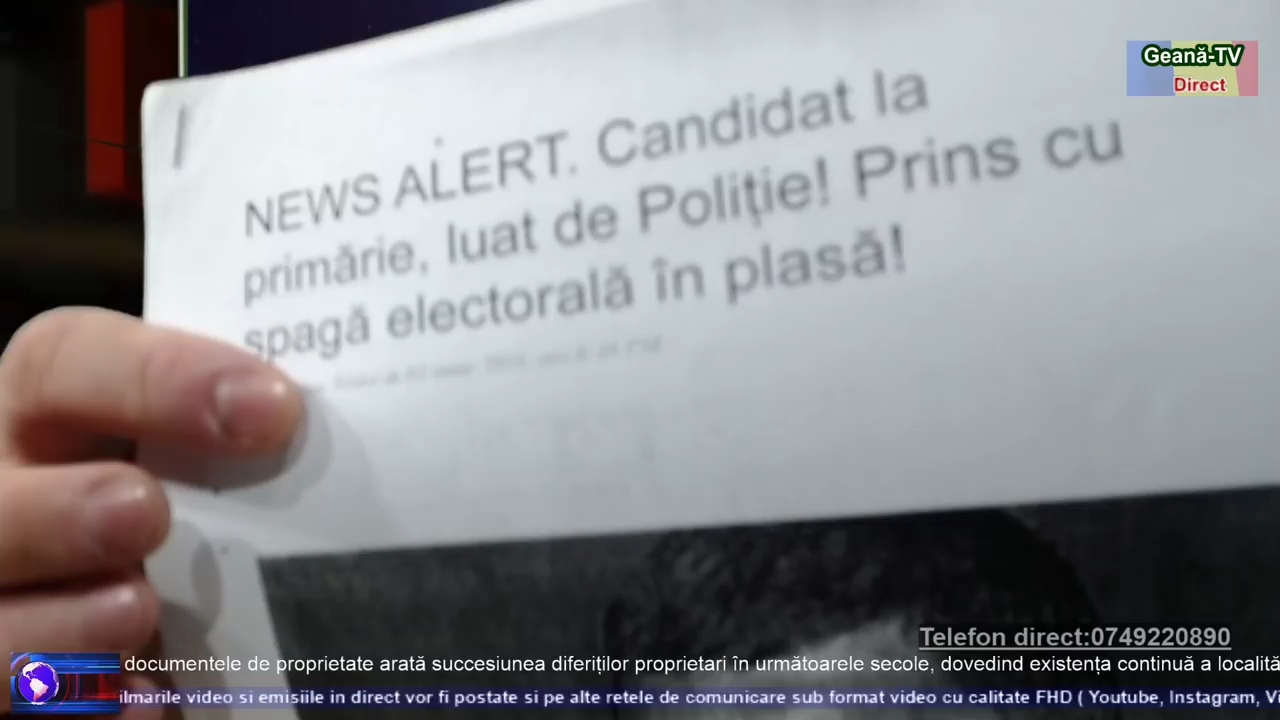 Geană-TV
Direct
NEWS ALERT. Candidat la
primărie, luat de Poliție! Prins cu
spagă electorală în plasă!
Telefon direct:0749220890
documentele de proprietate arată succesiunea diferiților proprietari în următoarele secole, dovedind existența continuă a localită
ilmarile video si emisiile in direct vor fi postate si pe alte retele de comunicare sub format video cu calitate FHD ( Youtube, Instagram, Vi